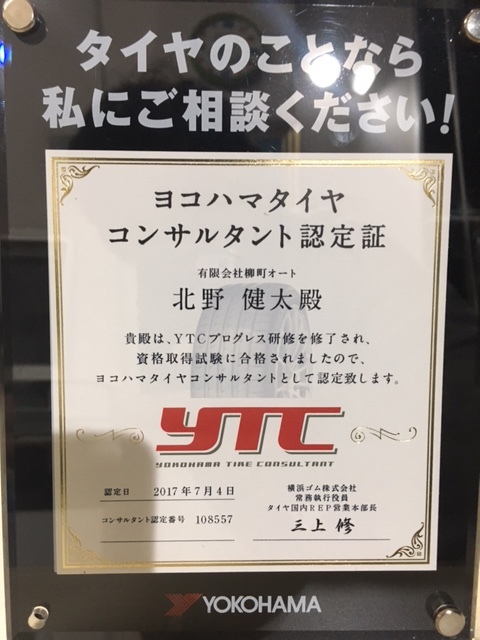 タイヤのことなら
私にご相談ください!
ヨコハマタイヤ
コンサルタント認定証
有限会社柳町オート
北野 健太殿
貴殿は、YTCプログレス研修を修了され、
資格取得試験に合格されましたので、
ヨコハマタイヤコンサルタントとして認定致します。
YTC
YOKOHAMA TIRE CONSULTANT
認定日 2017年7月4日
コンサルタント認定番号 108557
横浜ゴム株式会社
常務執行役員
タイヤ国内REP営業本部長
三上 修
YOKOHAMA